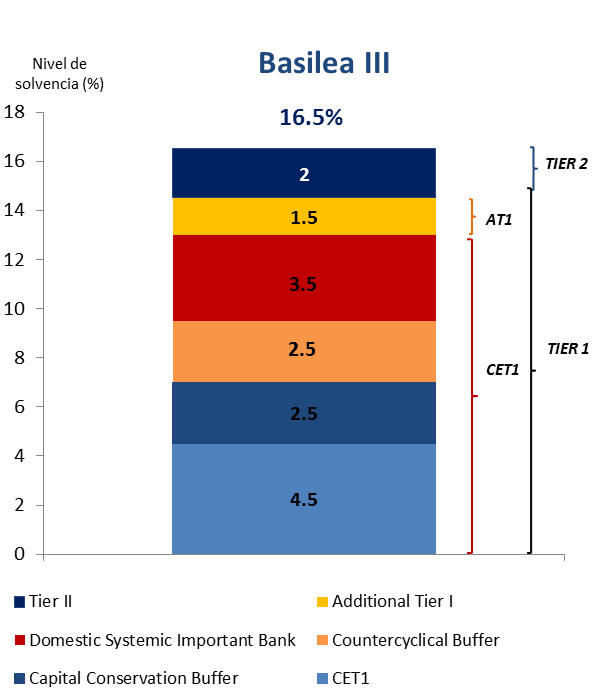 Basilea III
Nivel de
solvencia (%)
16.5%
18
16
14
12
10
8
6
4
2
0
2
1.5
3.5
2.5
2.5
4.5
TIER 2
AT1
TIER 1
CET1
Tier II
Additional Tier I
Domestic Systemic Important Bank
Countercyclical Buffer
Capital Conservation Buffer
CET1